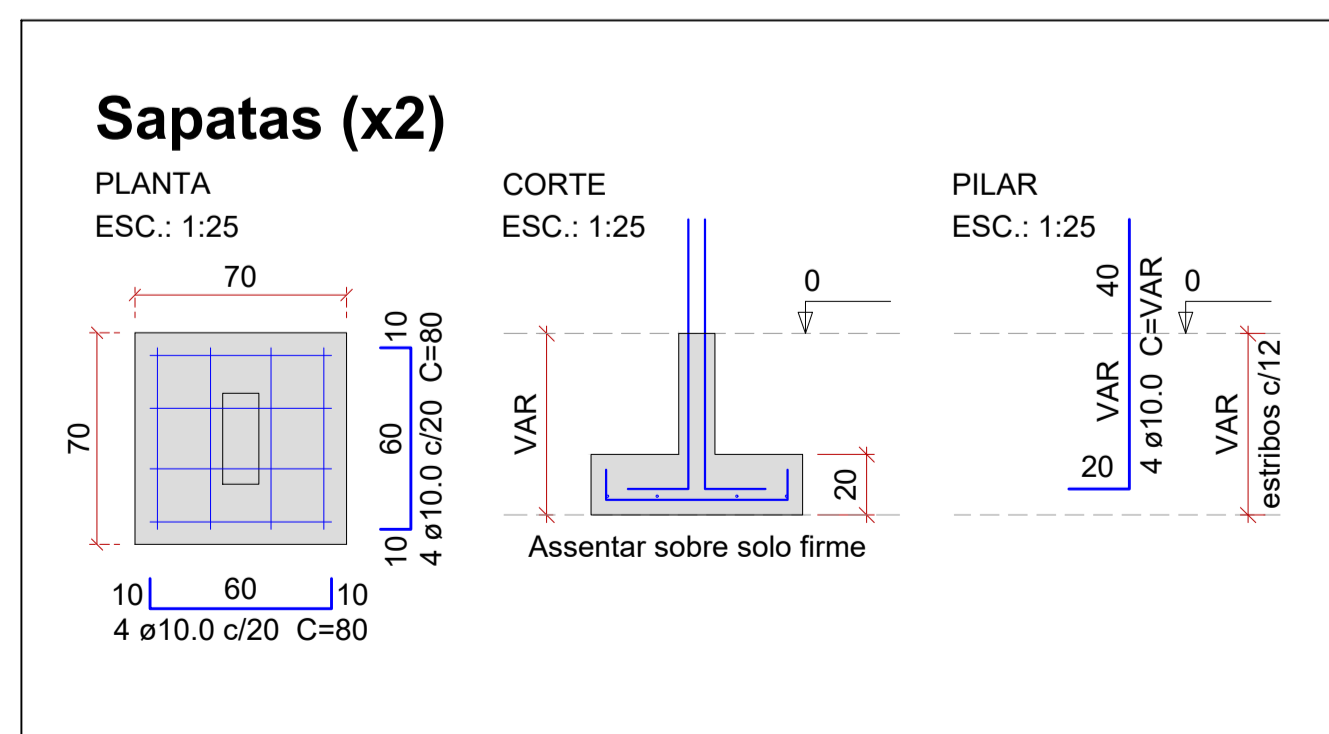 Sapatas (x2)
PLANTA
ESC.: 1:25
70
70
10
60
10
4 ø10.0 c/20 C=80
10
60
10
4 ø10.0 c/20 C=80
CORTE
ESC.: 1:25
0
VAR
20
Assentar sobre solo firme
PILAR
ESC.: 1:25
40
VAR
20
4 ø10.0 C=VAR
0
VAR
estribos c/12